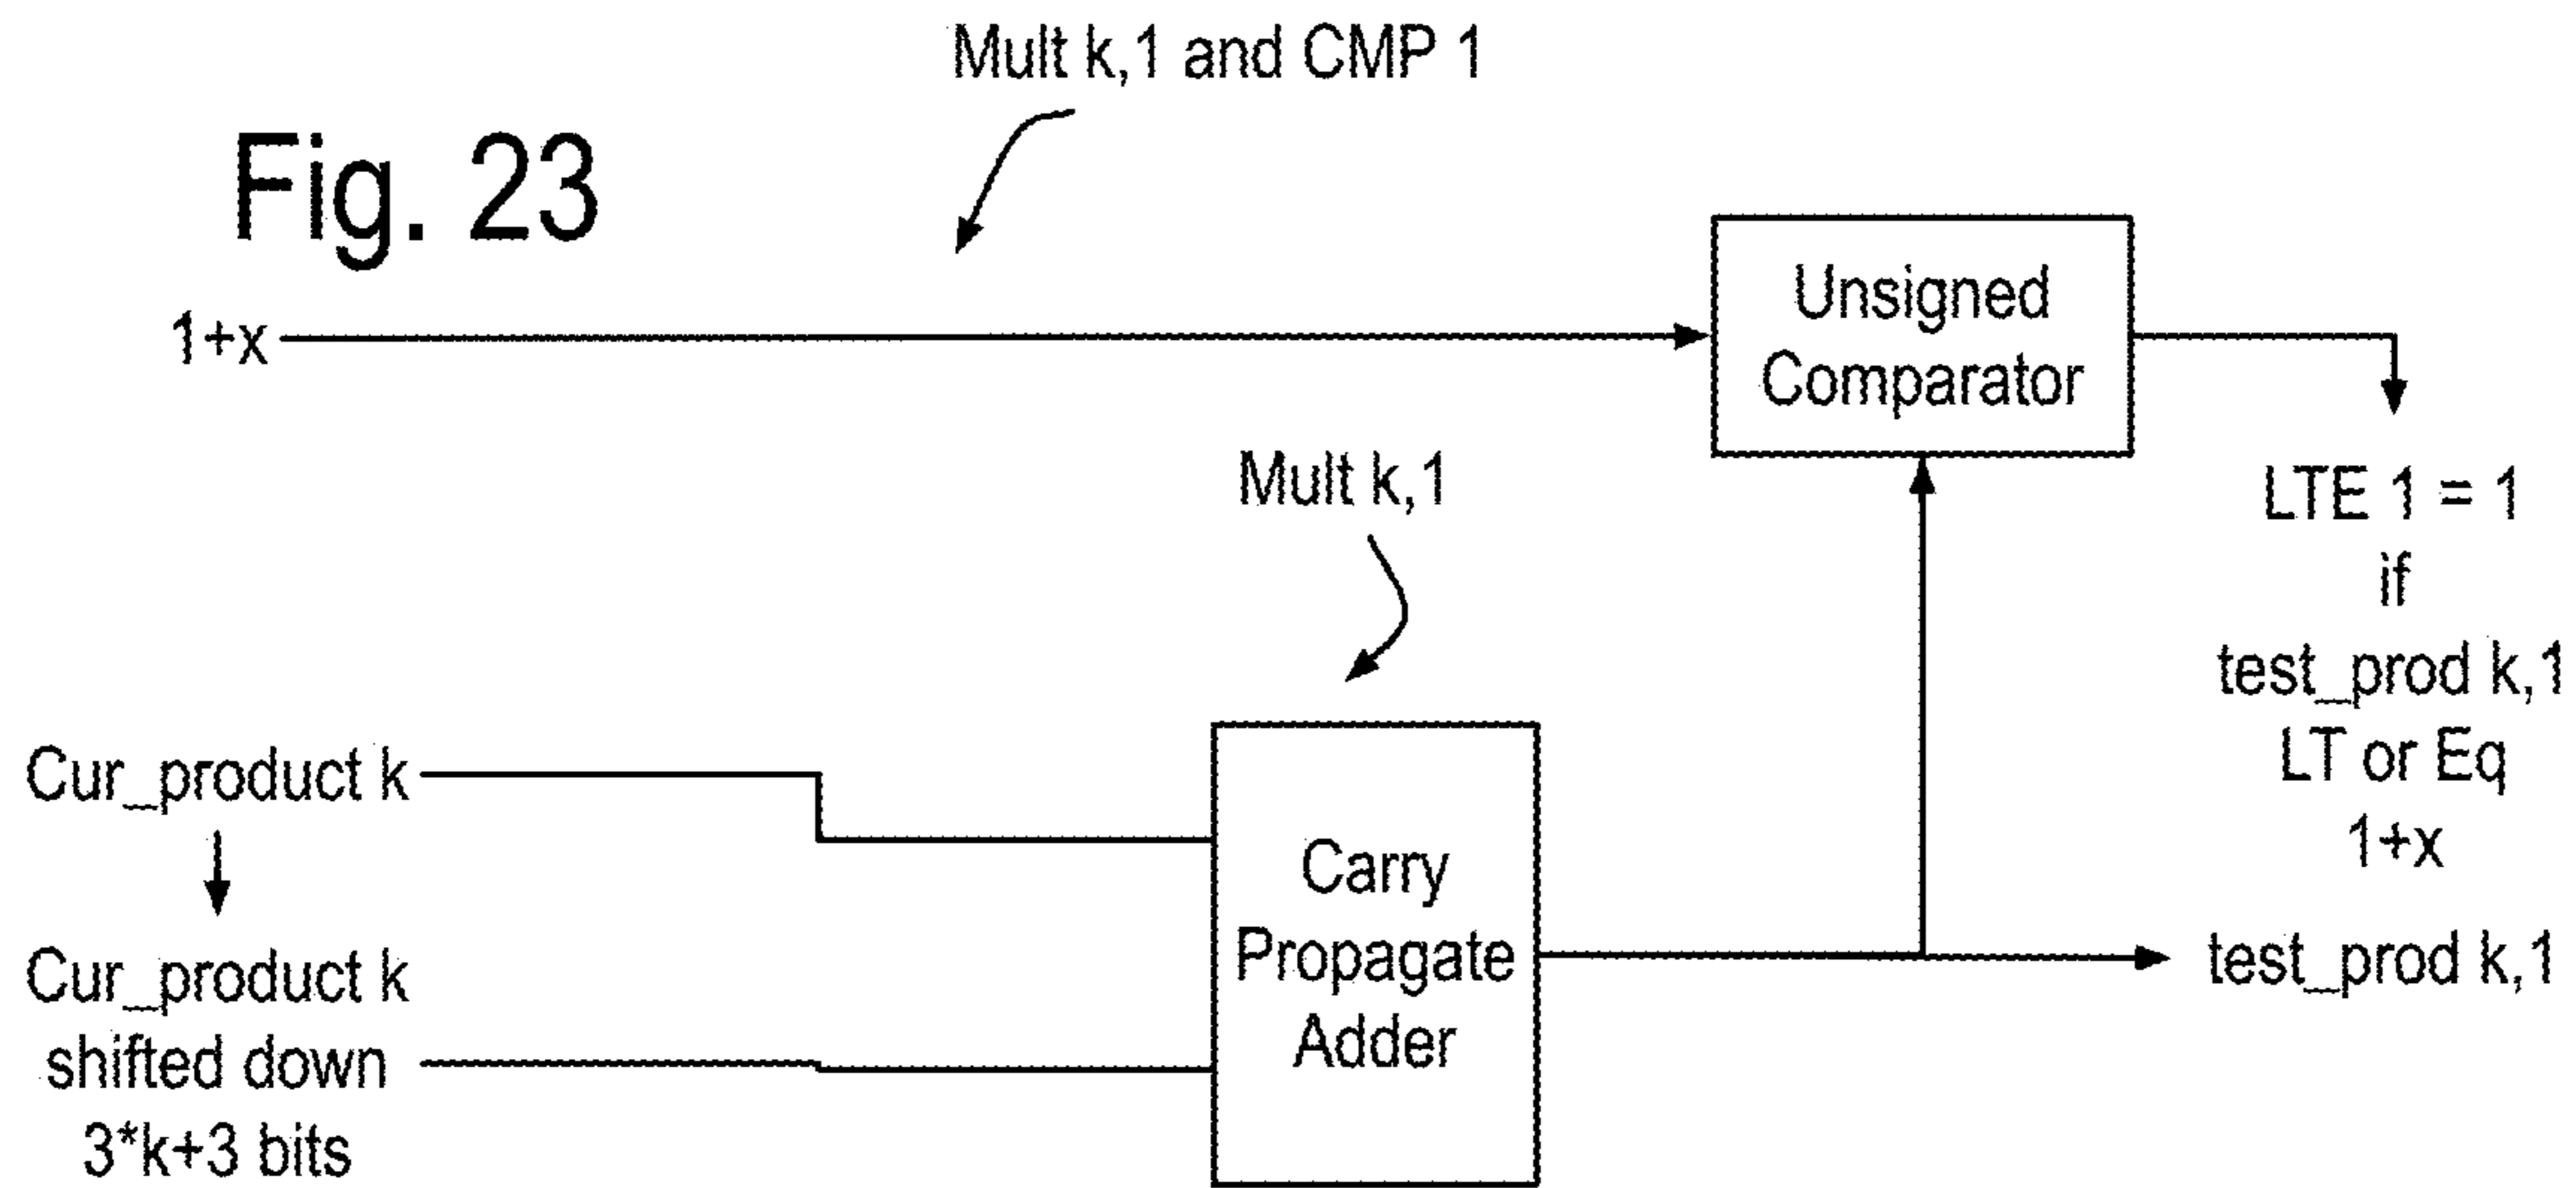 Mult k,1 and CMP 1
Fig. 23
1+x
Unsigned
Comparator
Mult k,1
LTE 1 = 1
if
test_prod k,1
LT or Eq
1+x
Cur_product k
Cur_product k
shifted down
3*k+3 bits
Carry
Propagate
Adder
test_prod k,1